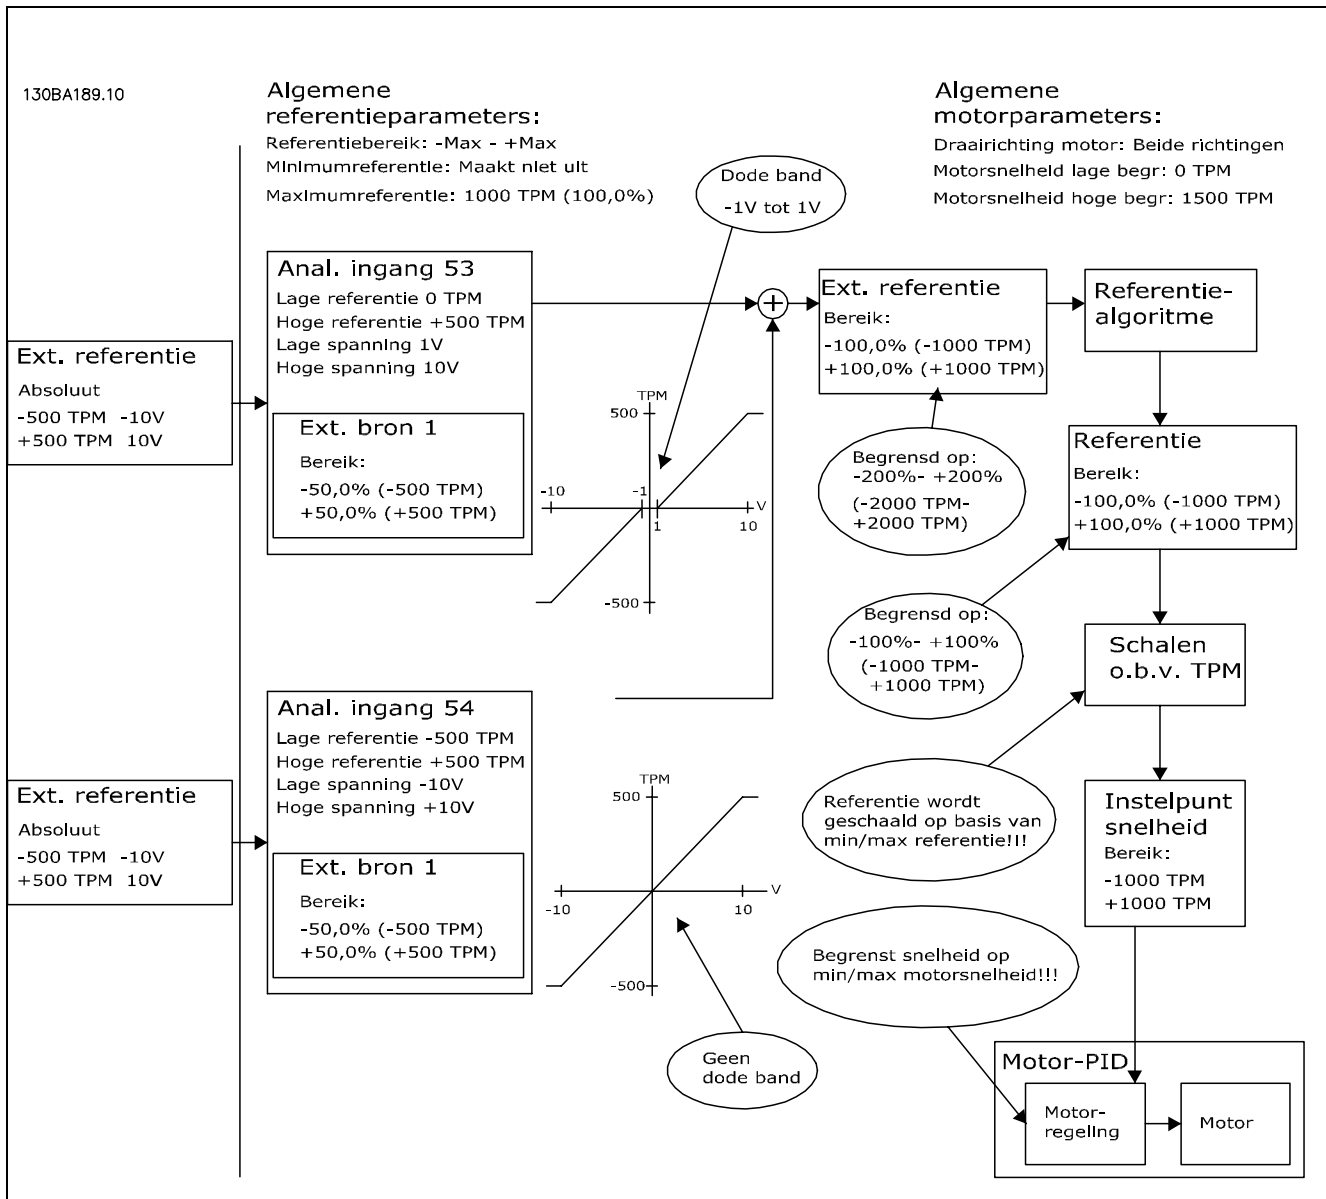 130BA189.10
Algemene
referentieparameters:
Referentiebereik: -Max - +Max
Minimumreferentie: Maakt niet uit
Maximumreferentie: 1000 TPM (100,0%)
Algemene
motorparameters:
Draairichting motor: Beide richtingen
Motorsnelheid lage begr: 0 TPM
Motorsnelheid hoge begr: 1500 TPM
Dode band
-1V tot 1V
Ext. referentie
Absoluut
-500 TPM -10V
+500 TPM 10V
Anal. ingang 53
Lage referentie 0 TPM
Hoge referentie +500 TPM
Lage spanning 1V
Hoge spanning 10V
Ext. bron 1
Bereik:
-50,0% (-500 TPM)
+50,0% (+500 TPM)
TPM
500
-10
-1
V
1
10
-500
+
Ext. referentie
Bereik:
-100,0% (-1000 TPM)
+100,0% (+1000 TPM)
Referentie-
algoritme
Begrensd op:
-200%- +200%
(-2000 TPM-
+2000 TPM)
Referentie
Bereik:
-100,0% (-1000 TPM)
+100,0% (+1000 TPM)
Begrensd op:
-100%- +100%
(-1000 TPM-
+1000 TPM)
Schalen
o.b.v. TPM
Ext. referentie
Absoluut
-500 TPM -10V
+500 TPM 10V
Anal. ingang 54
Lage referentie -500 TPM
Hoge referentie +500 TPM
Lage spanning -10V
Hoge spanning +10V
Ext. bron 1
Bereik:
-50,0% (-500 TPM)
+50,0% (+500 TPM)
TPM
500
V
-10
10
-500
Geen
dode band
Referentie wordt
geschaald op basis van
min/max referentie!!!
Instelpunt
snelheid
Bereik:
-1000 TPM
+1000 TPM
Begrenst snelheid op
min/max motorsnelheid!!!
Motor-PID
Motor-
regeling
Motor